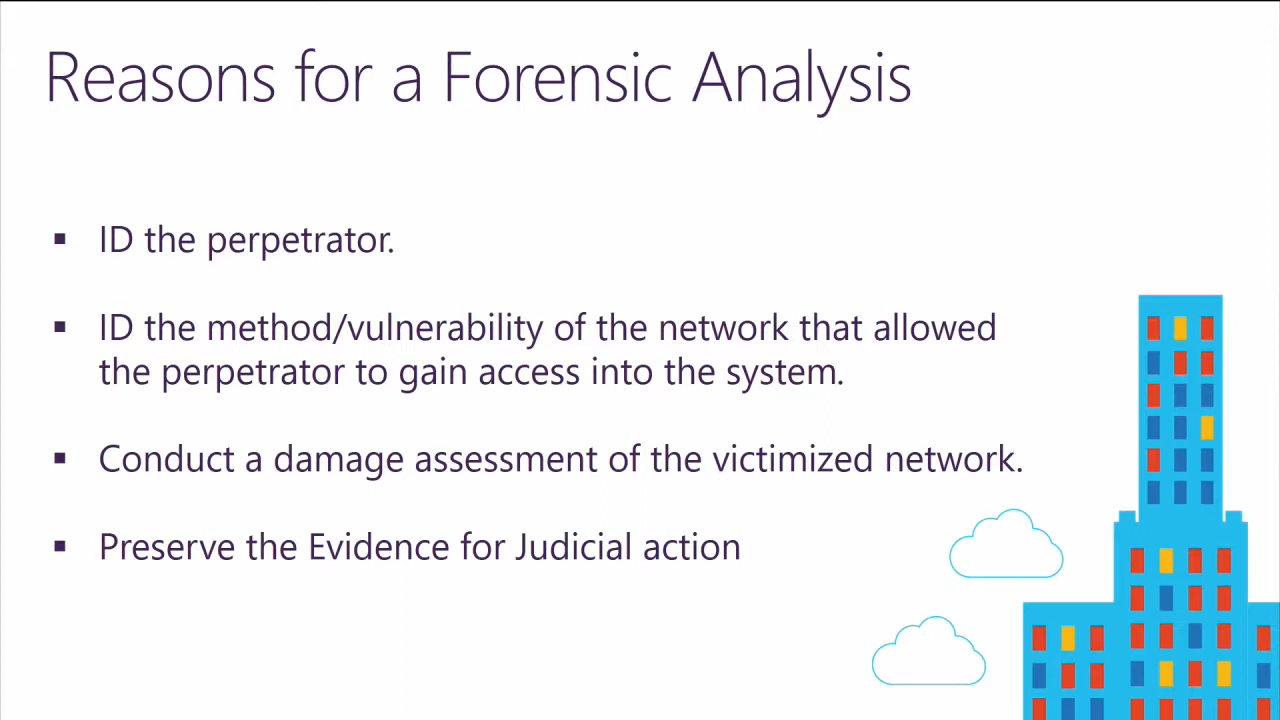 Reasons for a Forensic Analysis
▪ ID the perpetrator.
▪ ID the method/vulnerability of the network that allowed
the perpetrator to gain access into the system.
▪ Conduct a damage assessment of the victimized network.
▪ Preserve the Evidence for Judicial action